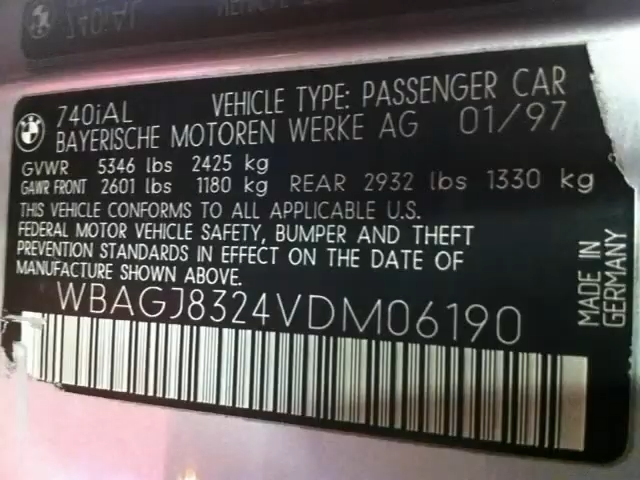 740iAL VEHICLE TYPE: PASSENGER CAR
BAYERISCHE MOTOREN WERKE AG 01/97
GVWR 5346 lbs 2425 kg
GAWR FRONT 2601 lbs 1180 kg REAR 2932 lbs 1330 kg
THIS VEHICLE CONFORMS TO ALL APPLICABLE U.S.
FEDERAL MOTOR VEHICLE SAFETY, BUMPER AND THEFT
PREVENTION STANDARDS IN EFFECT ON THE DATE OF
MANUFACTURE SHOWN ABOVE.
WBAGJ8324VDM06190
MADE IN
GERMANY